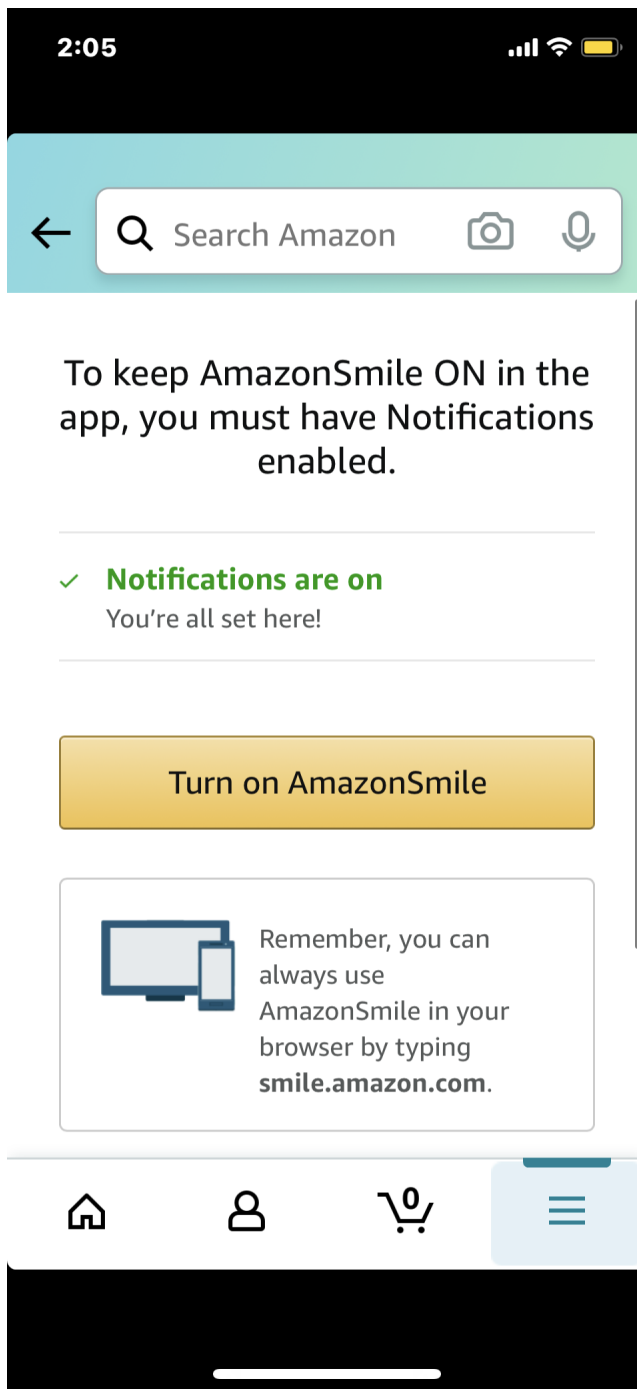 2:05
Search Amazon
To keep AmazonSmile ON in the
app, you must have Notifications
enabled.
Notifications are on
You’re all set here!
Turn on AmazonSmile
Remember, you can
always use
AmazonSmile in your
browser by typing
smile.amazon.com.
0